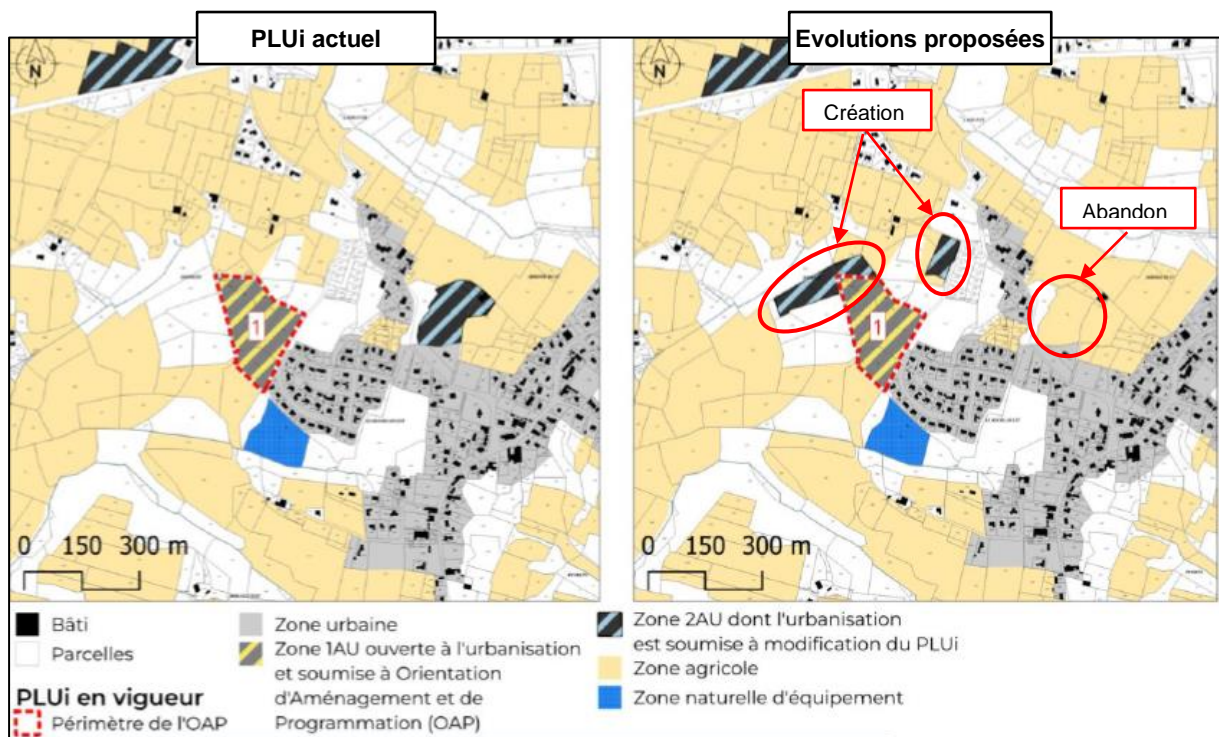 PLUi actuel
Evolutions proposées
N
N
Création
Abandon
1
1
0 150 300 m
0 150 300 m
Bâti
Parcelles
PLUi en vigueur
Périmètre de l'OAP
Zone urbaine
Zone 1AU ouverte à l'urbanisation
et soumise à Orientation
d'Aménagement et de
Programmation (OAP)
Zone 2AU dont l'urbanisation
est soumise à modification du PLUi
Zone agricole
Zone naturelle d'équipement